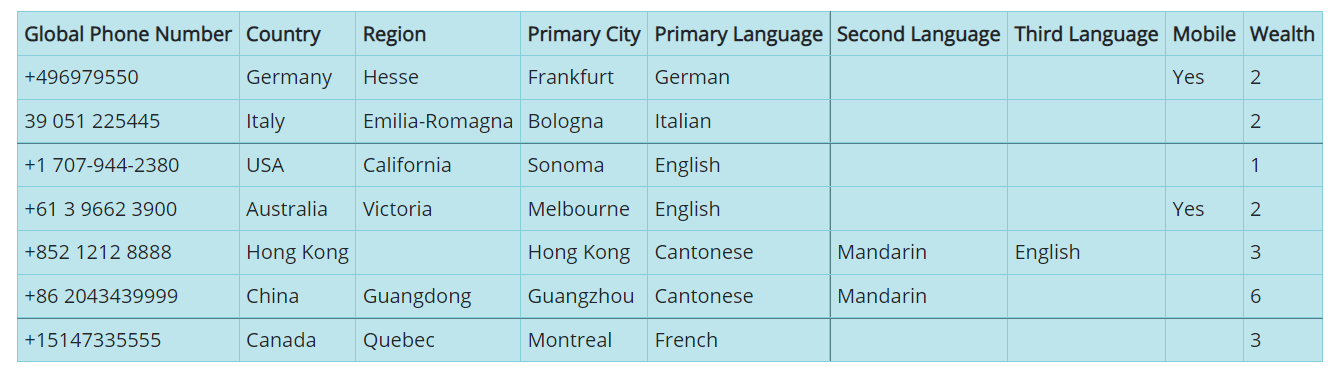 Global Phone Number Country Region Primary City Primary Language Second Language Third Language Mobile Wealth
+496979550 Germany Hesse Frankfurt German Yes 2
39 051 225445 Italy Emilia-Romagna Bologna Italian 2
+1 707-944-2380 USA California Sonoma English 1
+61 3 9662 3900 Australia Victoria Melbourne English Yes 2
+852 1212 8888 Hong Kong Hong Kong Cantonese Mandarin English 3
+86 2043439999 China Guangdong Guangzhou Cantonese Mandarin 6
+15147335555 Canada Quebec Montreal French 3